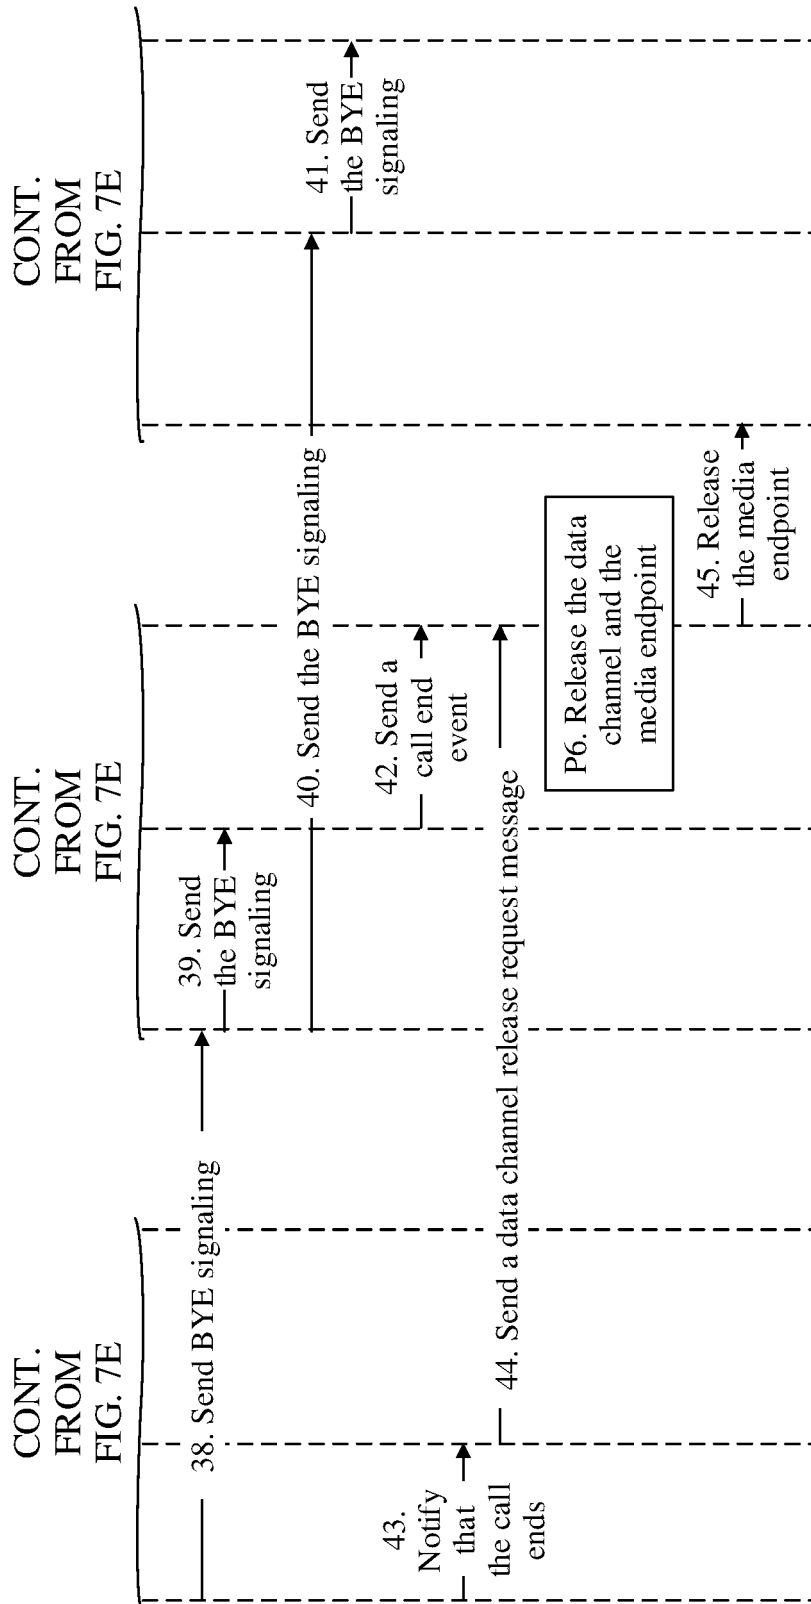 CONT.
FROM
FIG. 7E
CONT.
FROM
FIG. 7E
CONT.
FROM
FIG. 7E
38. Send BYE signaling
39. Send
the BYE
signaling
40. Send the BYE signaling
41. Send
the BYE
signaling
42. Send a
call end
event
43.
Notify
that
the call
ends
44. Send a data channel release request message
P6. Release the data
channel and the
media endpoint
45. Release
the media
endpoint